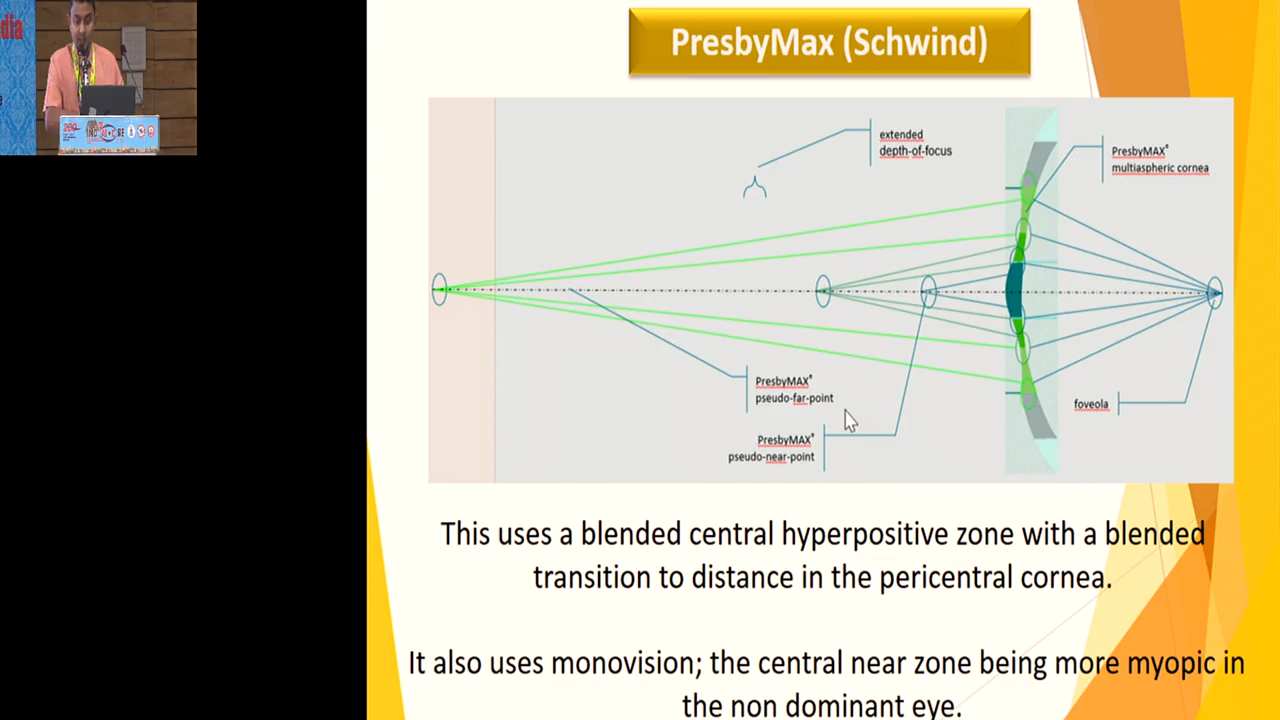 dia
PresbyMax (Schwind)
extended
depth-of-focus
PresbyMAX®
multiaspheric cornea
PresbyMAX®
pseudo-far-point
PresbyMAX®
pseudo-near-point
foveola
This uses a blended central hyperpositive zone with a blended
transition to distance in the pericentral cornea.
It also uses monovision; the central near zone being more myopic in
the non dominant eye.